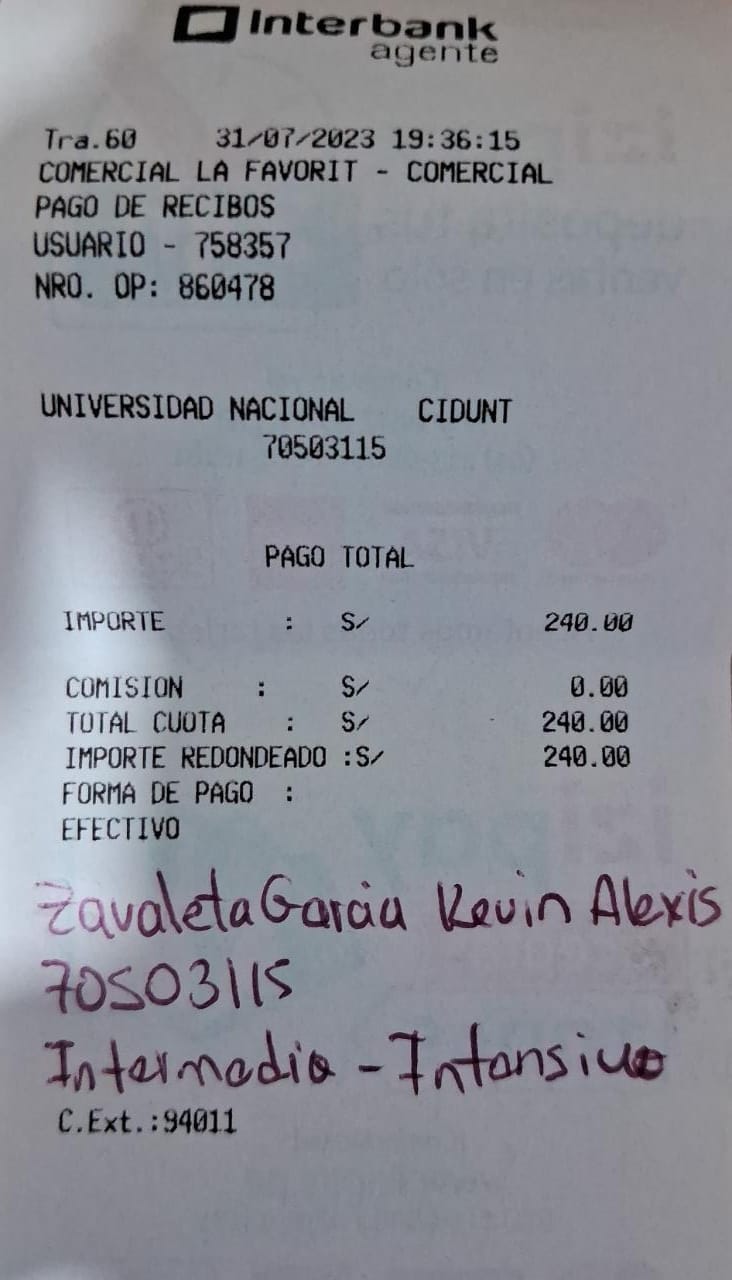 Interbank
agente
Tra.60 31/07/2023 19:36:15
COMERCIAL LA FAVORIT - COMERCIAL
PAGO DE RECIBOS
USUARIO - 758357
NRO. OP: 860478
UNIVERSIDAD NACIONAL CIDUNT
70503115
PAGO TOTAL
IMPORTE : S/ 240.00
COMISION : S/ 0.00
TOTAL CUOTA : S/ 240.00
IMPORTE REDONDEADO :S/ 240.00
FORMA DE PAGO :
EFECTIVO
Zavaleta Garcia Kevin Alexis
70503115
Intermedio - Intensivo
C.Ext.:94011